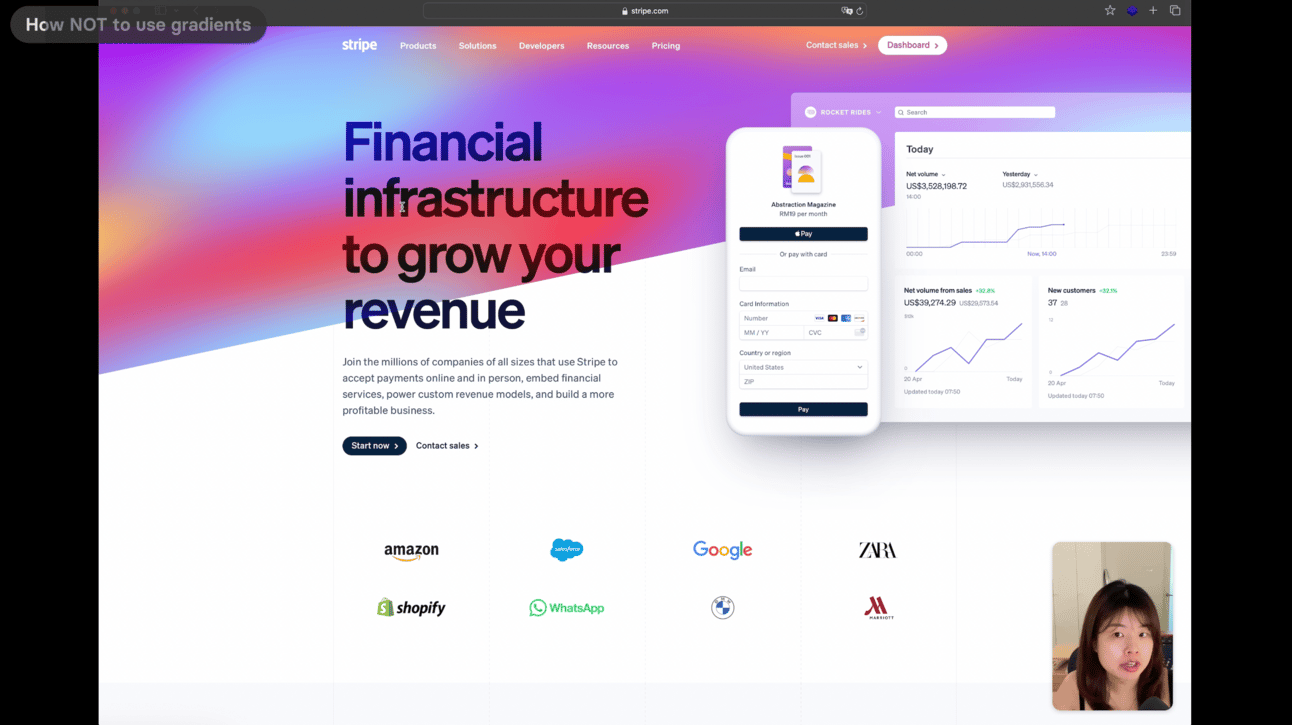 How NOT to use gradients
stripe.com
stripe
Products
Solutions
Developers
Resources
Pricing
Contact sales
Dashboard
Financial
infrastructure
to grow your
revenue
Join the millions of companies of all sizes that use Stripe to
accept payments online and in person, embed financial
services, power custom revenue models, and build a more
profitable business.
Start now
Contact sales
ROCKET RIDES
Search
Abstraction Magazine
RM19 per month
Pay
Or pay with card
Email
Card Information
Number
VISA
MM / YY
CVC
Country or region
United States
ZIP
Pay
Today
Net volume
Yesterday
US$3,528,198.72
US$2,931,556.34
14:00
00:00
Now, 14:00
23:59
Net volume from sales +32.8%
US$39,274.29 US$29,573.54
0
20 Apr
Today
Updated today 07:50
New customers +32.1%
37 28
12
0
20 Apr
Today
Updated today 07:50
amazon
salesforce
Google
ZARA
shopify
WhatsApp
BMW
MARRIOTT